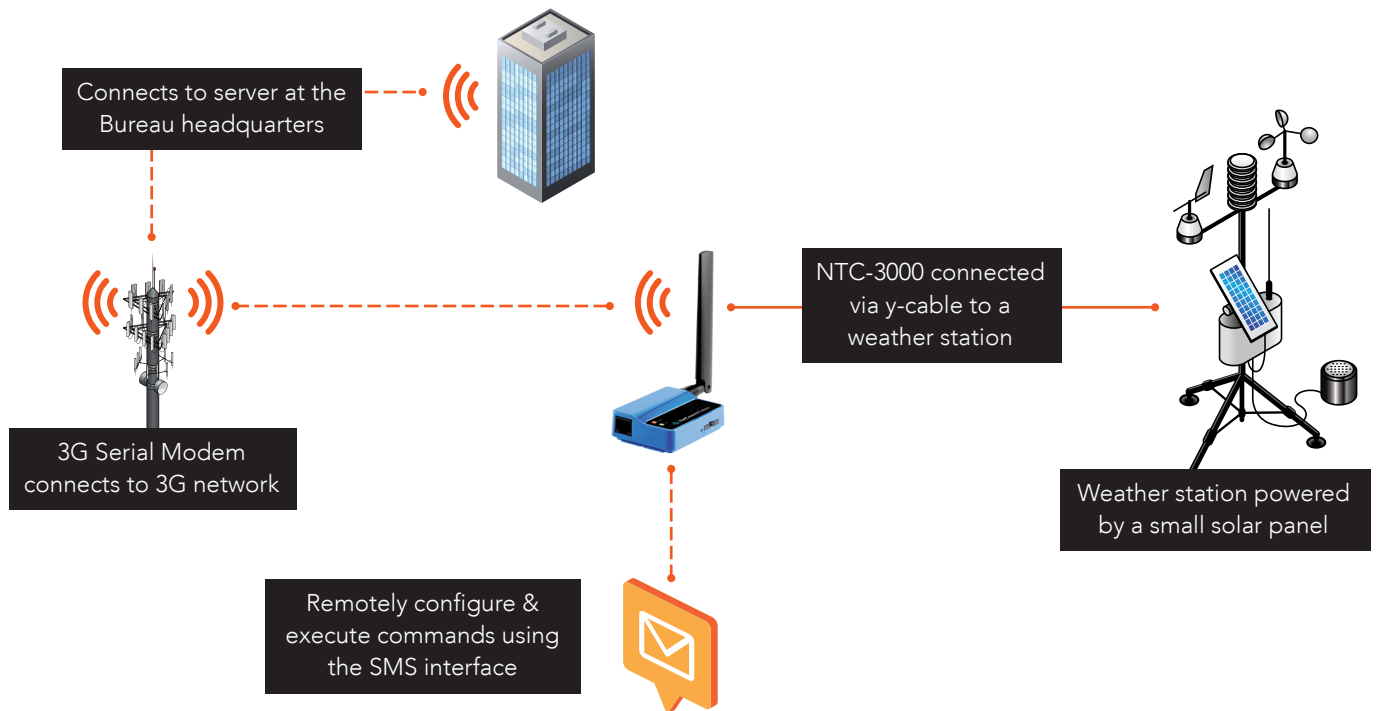 Connects to server at the
Bureau headquarters
NTC-3000 connected
via y-cable to a
weather station
3G Serial Modem
connects to 3G network
Weather station powered
by a small solar panel
Remotely configure &
execute commands using
the SMS interface